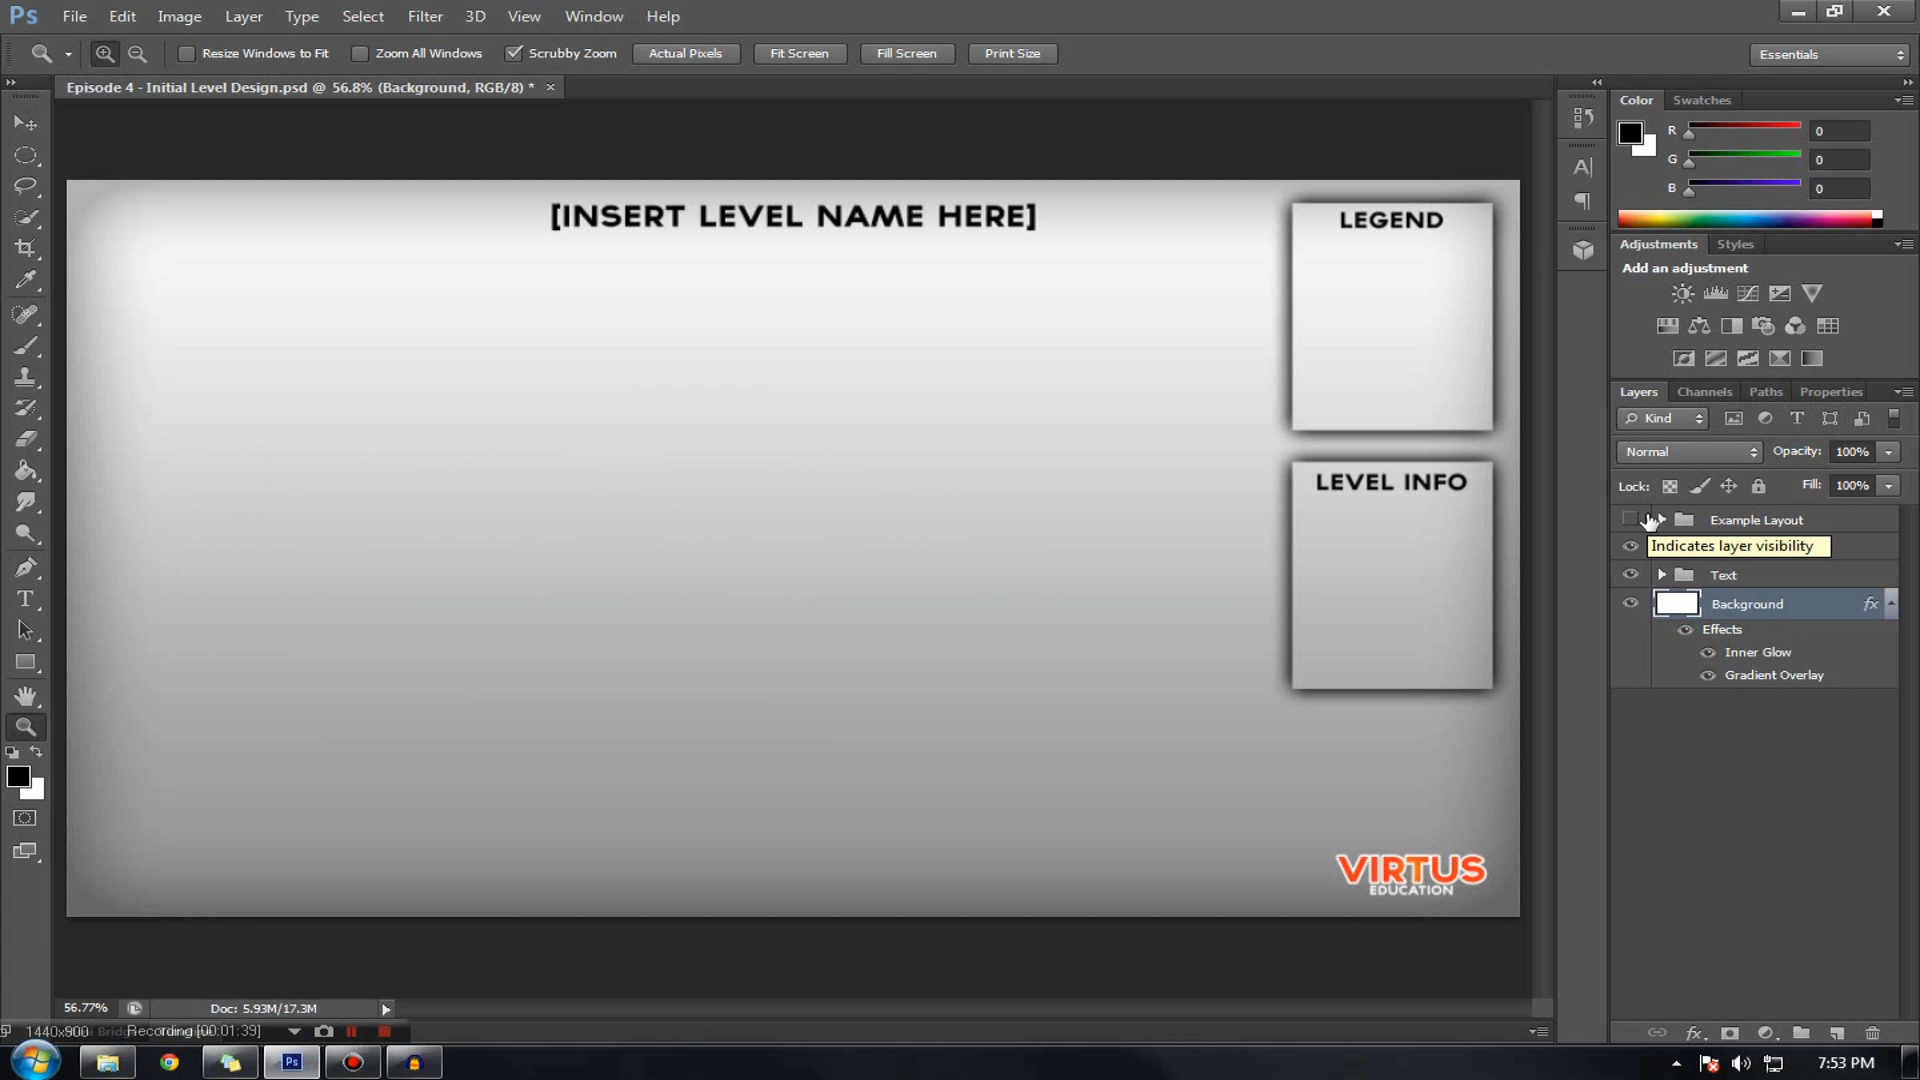 Ps File Edit Image Layer Type Select Filter 3D View Window Help
Resize Windows to Fit Zoom All Windows Scrubby Zoom Actual Pixels Fit Screen Fill Screen Print Size Essentials
Episode 4 - Initial Level Design.psd @ 56.8% (Background, RGB/8) *
Color Swatches
R 0
G 0
B 0
Adjustments Styles
Add an adjustment
[INSERT LEVEL NAME HERE]
LEGEND
LEVEL INFO
VIRTUS
EDUCATION
Layers Channels Paths Properties
Kind
Normal Opacity: 100%
Lock: Fill: 100%
Example Layout
Indicates layer visibility
Text
Background fx
Effects
Inner Glow
Gradient Overlay
56.77% Doc: 5.93M/17.3M
1440x900 Recording [00:01:39]
Ps
7:53 PM